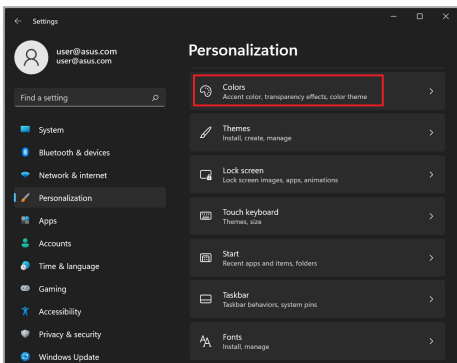 Settings
user@asus.com
user@asus.com
Find a setting
System
Bluetooth & devices
Network & internet
Personalization
Apps
Accounts
Time & language
Gaming
Accessibility
Privacy & security
Windows Update
Personalization
Colors
Accent color, transparency effects, color theme
Themes
Install, create, manage
Lock screen
Lock screen images, apps, animations
Touch keyboard
Themes, size
Start
Recent apps and items, folders
Taskbar
Taskbar behaviors, system pins
Fonts
Install, manage